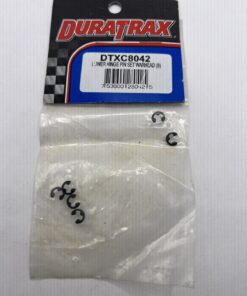 DURATRAX
DTXC8042
LOWER HINGE PIN SET WARHEAD (8)